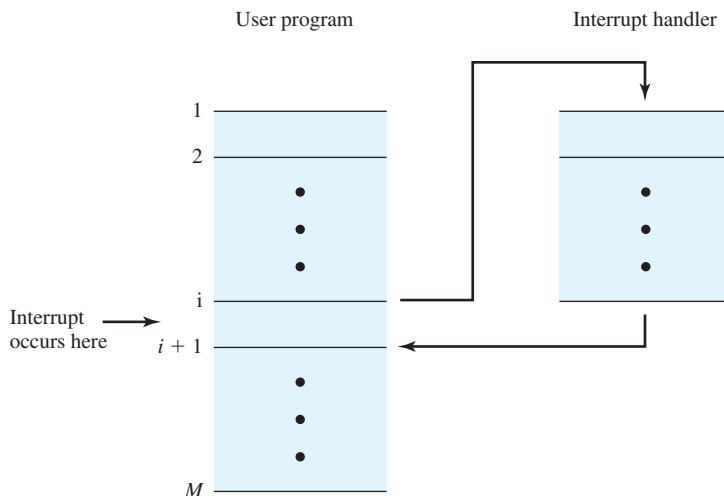 User program
Interrupt handler
1
2
i
Interrupt
occurs here
i + 1
M